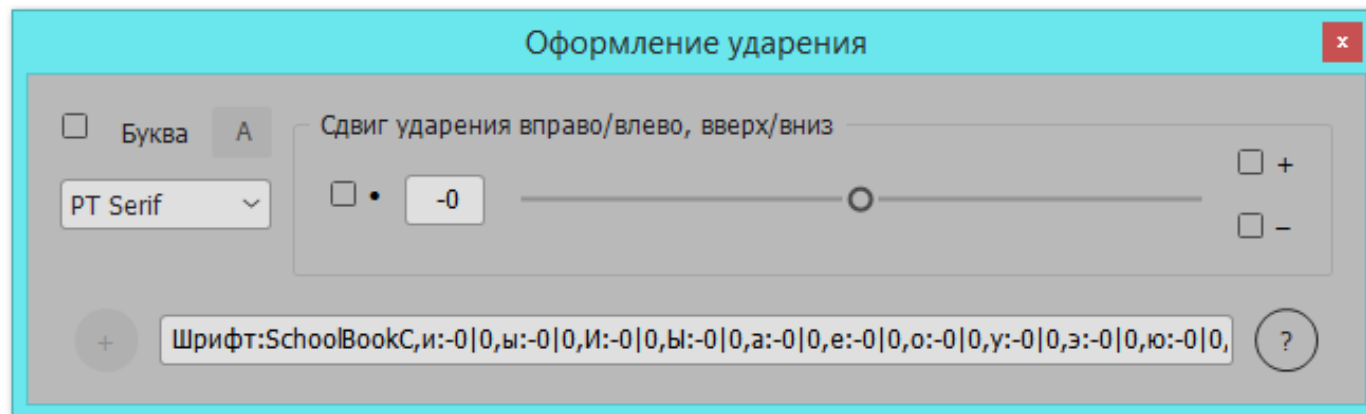 Оформление ударения
x
Буква A
Сдвиг ударения вправо/влево, вверх/вниз
PT Serif
• -0
+
–
+
Шрифт:SchoolBookC,и:-0|0,ы:-0|0,И:-0|0,Ы:-0|0,а:-0|0,е:-0|0,о:-0|0,у:-0|0,э:-0|0,ю:-0|0,
?